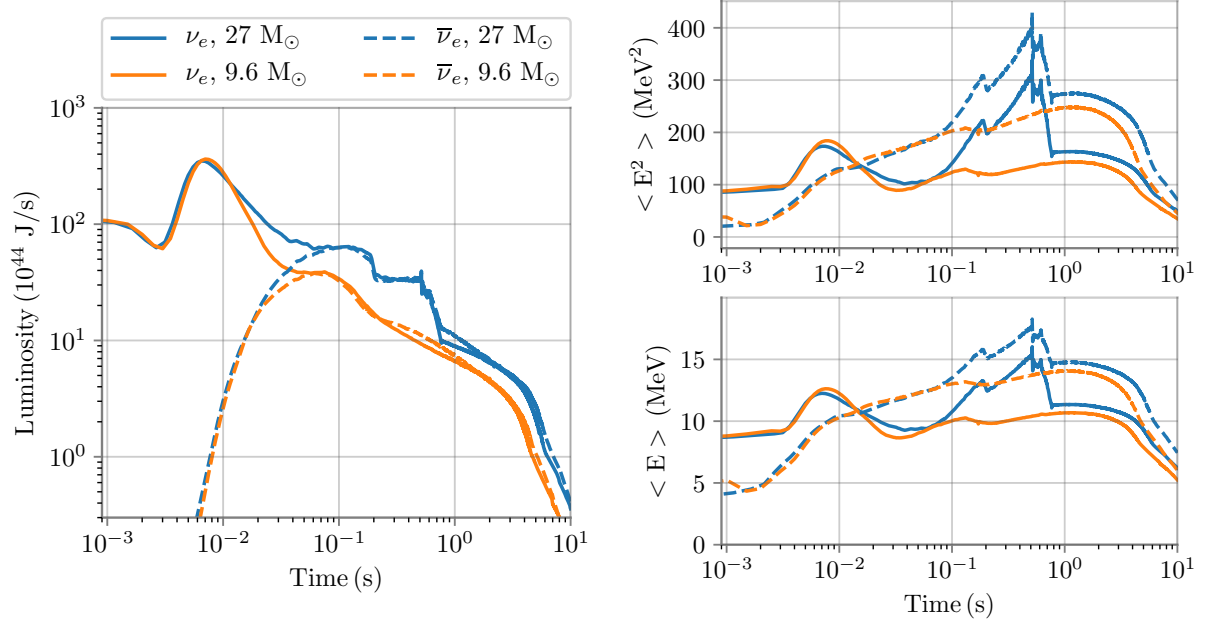 νₑ, 27 M☉
ν̅ₑ, 27 M☉
νₑ, 9.6 M☉
ν̅ₑ, 9.6 M☉
Luminosity (10⁴⁴ J/s)
10³
10²
10¹
10⁰
10⁻³ 10⁻² 10⁻¹ 10⁰ 10¹
Time (s)
< E² > (MeV²)
400
300
200
100
0
10⁻³ 10⁻² 10⁻¹ 10⁰ 10¹
< E > (MeV)
15
10
5
0
10⁻³ 10⁻² 10⁻¹ 10⁰ 10¹
Time (s)